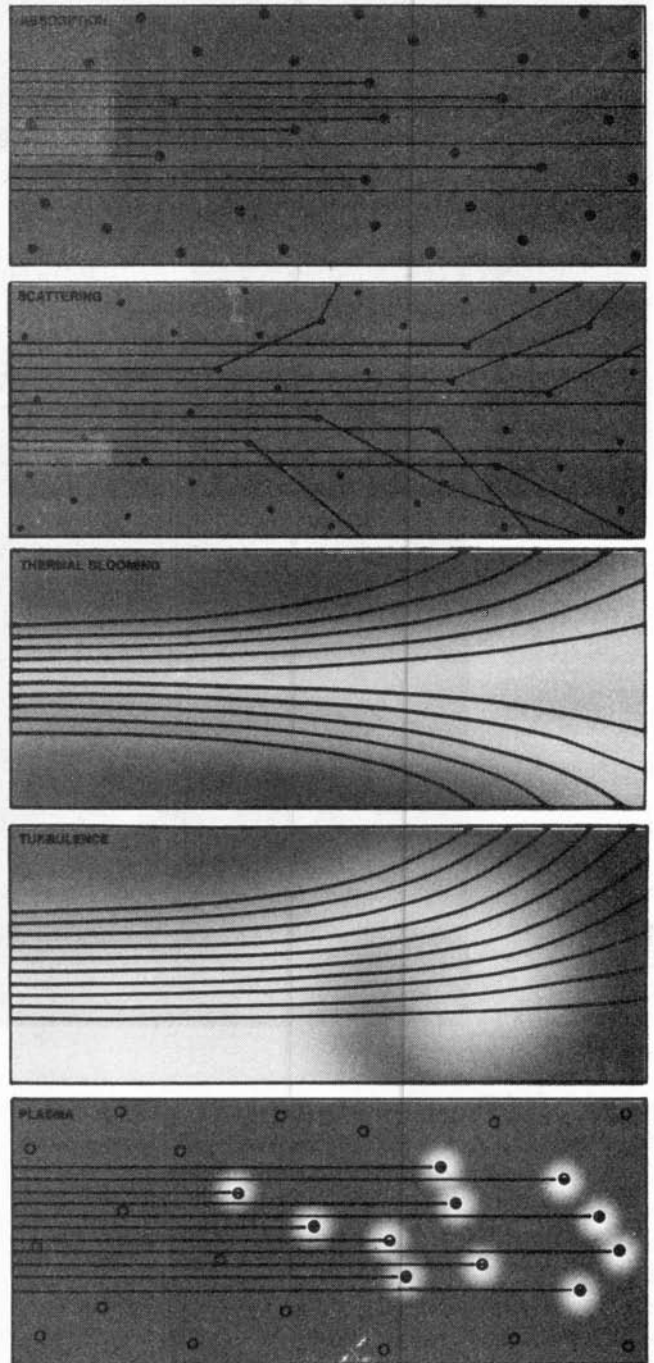 ABSORPTION
SCATTERING
THERMAL BLOOMING
TURBULENCE
PLASMA